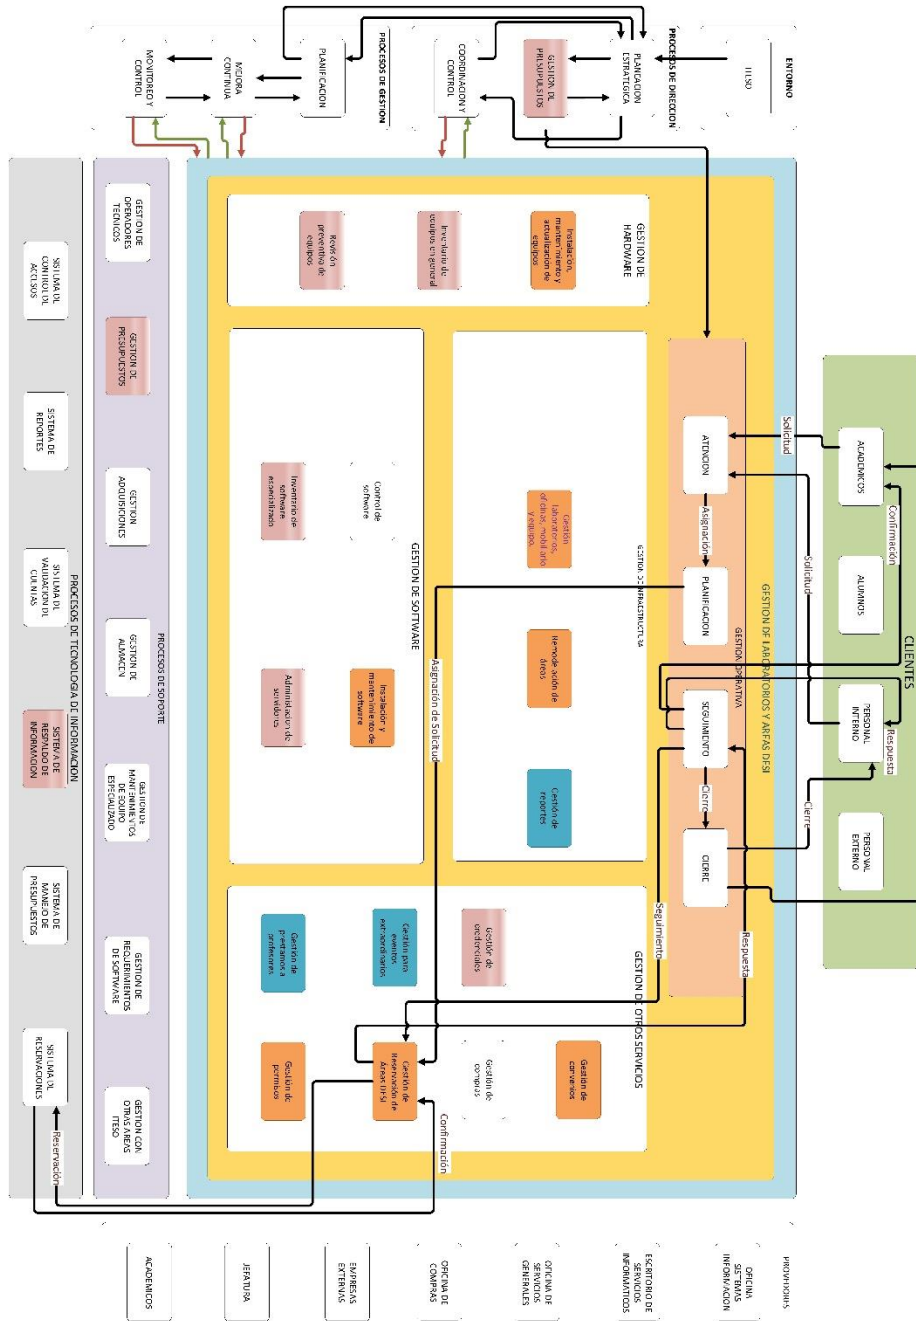 ENTORNO
ITESO
PROCESOS DE DIRECCION
PLANEACION
ESTRATEGICA
GESTION DE
PRESUPUESTOS
COORDINACION Y
CONTROL
PROCESOS DE GESTION
PLANIFICACION
MEJORA
CONTINUA
MONITOREO Y
CONTROL
CLIENTES
ACADEMICOS
ALUMNOS
PERSONAL
INTERNO
PERSONAL
EXTERNO
Solicitud
Confirmación
Solicitud
Respuesta
Cierre
GESTION DE LABORATORIOS Y AREAS DESI
GESTION OPERATIVA
ATENCION
Asignación
PLANIFICACION
SEGUIMIENTO
Cierre
CIERRE
Respuesta
Seguimiento
Asignación de Solicitud
GESTION DE
HARDWARE
Instalación,
mantenimiento y
actualización de
equipos
Inventario de
equipos en general
Revisión
preventiva de
equipos
GESTION DE INFRAESTRUCTURA
Gestión
laboratorios,
oficinas, mobiliario
y equipo.
Remodelación de
áreas
Gestión de
reportes
GESTION DE SOFTWARE
Control de
software
Instalación y
mantenimiento de
software
Inventario de
software
especializado
Administracion de
servidores
GESTION DE OTROS SERVICIOS
Gestión de
convenios
Gestión de
credenciales
Gestión de
compras
Gestión para
eventos
extraordinarios
Gestión de
Reservación de
Áreas DESI
Confirmación
Gestión de
prestamos a
profesores
Gestión de
permisos
PROCESOS DE SOPORTE
GESTION DE
OPERADORES
TECNICOS
GESTION DE
PRESUPUESTOS
GESTION
ADQUISICIONES
GESTION DE
ALMACEN
GESTION DE
MANTENIMIENTOS
DE EQUIPO
ESPECIALIZADO
GESTION DE
REQUERIMIENTOS
DE SOFTWARE
GESTION CON
OTRAS AREAS
ITESO
PROCESOS DE TECNOLOGIA DE INFORMACION
SISTEMA DE
CONTROL DE
ACCESOS
SISTEMA DE
REPORTES
SISTEMA DE
VALIDACION DE
CUENTAS
SISTEMA DE
RESPALDO DE
INFORMACION
SISTEMA DE
MANEJO DE
PRESUPUESTOS
SISTEMA DE
RESERVACIONES
Reservación
PROVEEDORES
OFICINA
SISTEMAS
INFORMACION
ESCRITORIO DE
SERVICIOS
INFORMATICOS
OFICINA DE
SERVICIOS
GENERALES
OFICINA DE
COMPRAS
EMPRESAS
EXTERNAS
JEFATURA
ACADEMICOS